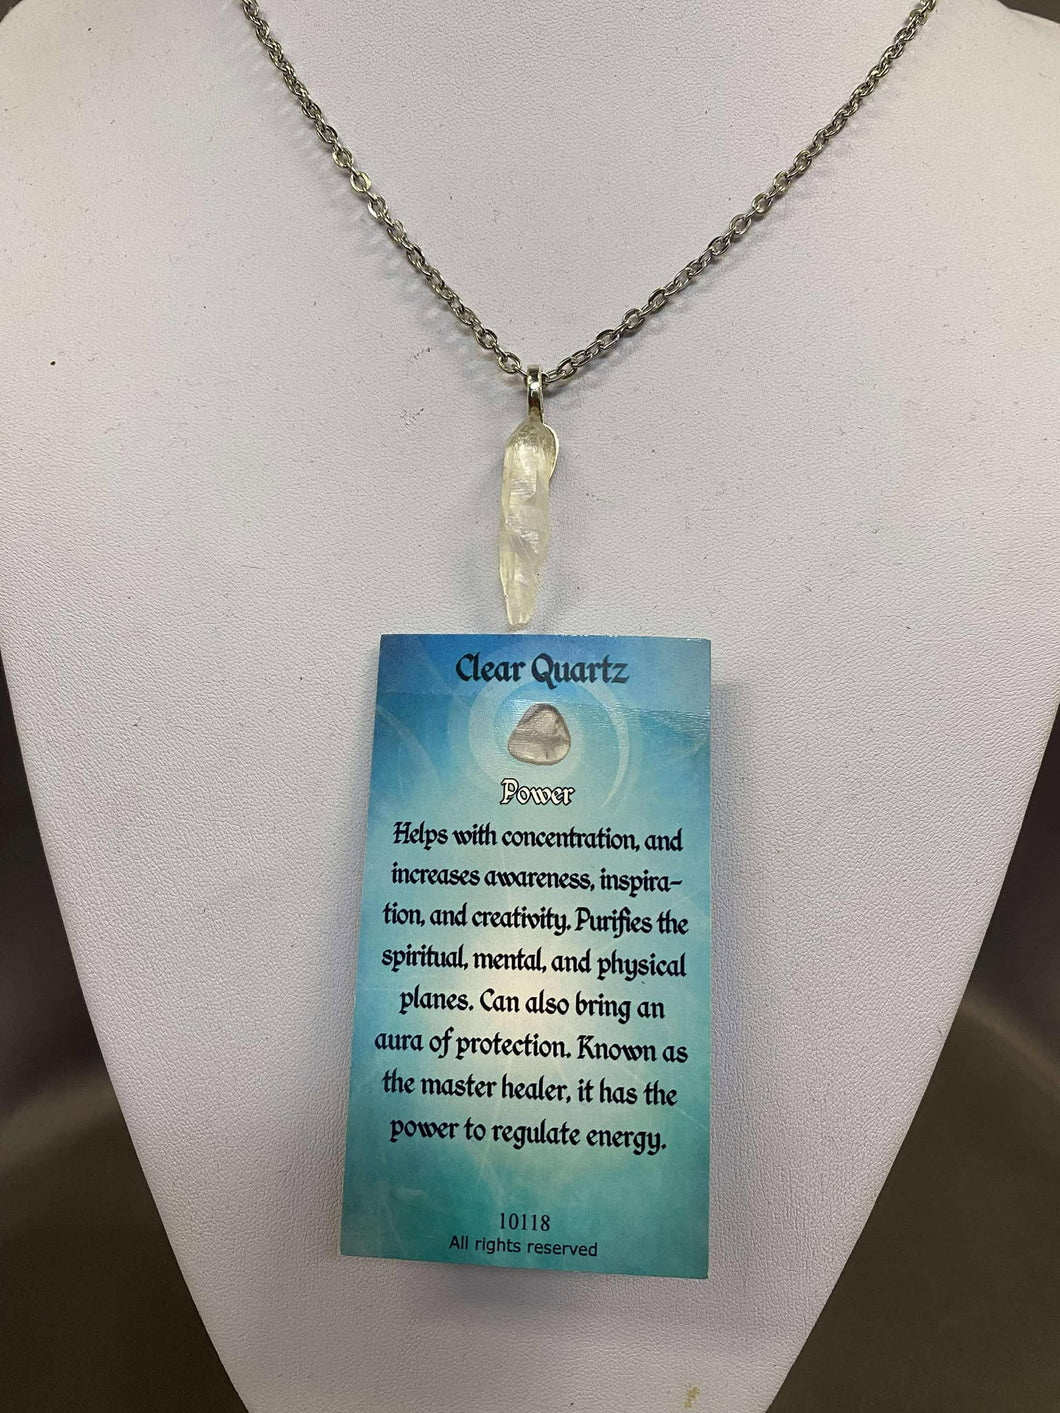 Clear Quartz
Power
Helps with concentration, and
increases awareness, inspira-
tion, and creativity. Purifies the
spiritual, mental, and physical
planes. Can also bring an
aura of protection. Known as
the master healer, it has the
power to regulate energy.
10118
All rights reserved